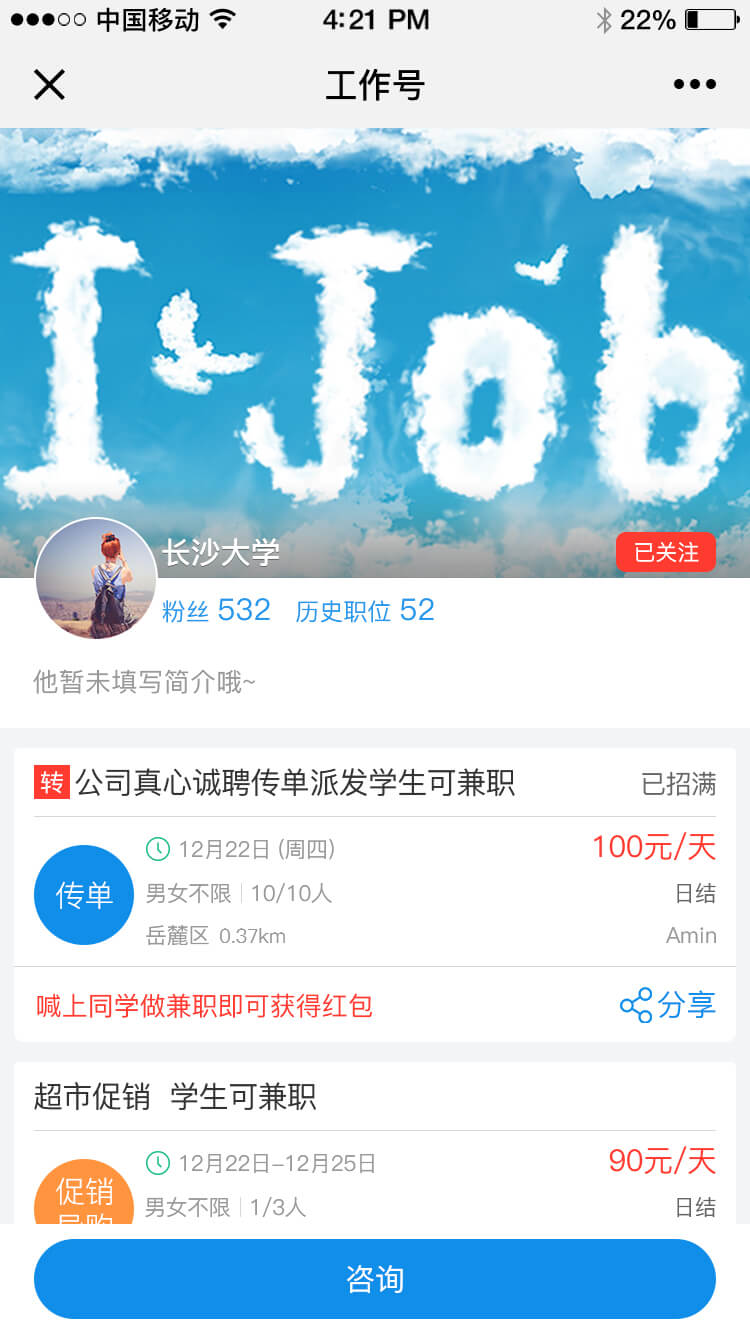 中国移动 4:21 PM 22%
工作号
I Job
长沙大学 已关注
粉丝 532 历史职位 52
他暂未填写简介哦~
转 公司真心诚聘传单派发学生可兼职 已招满
传单
12月22日 (周四) 100元/天
男女不限 10/10人 日结
岳麓区 0.37km Amin
喊上同学做兼职即可获得红包 分享
超市促销 学生可兼职
12月22日-12月25日 90元/天
促销
男女不限 1/3人 日结
咨询